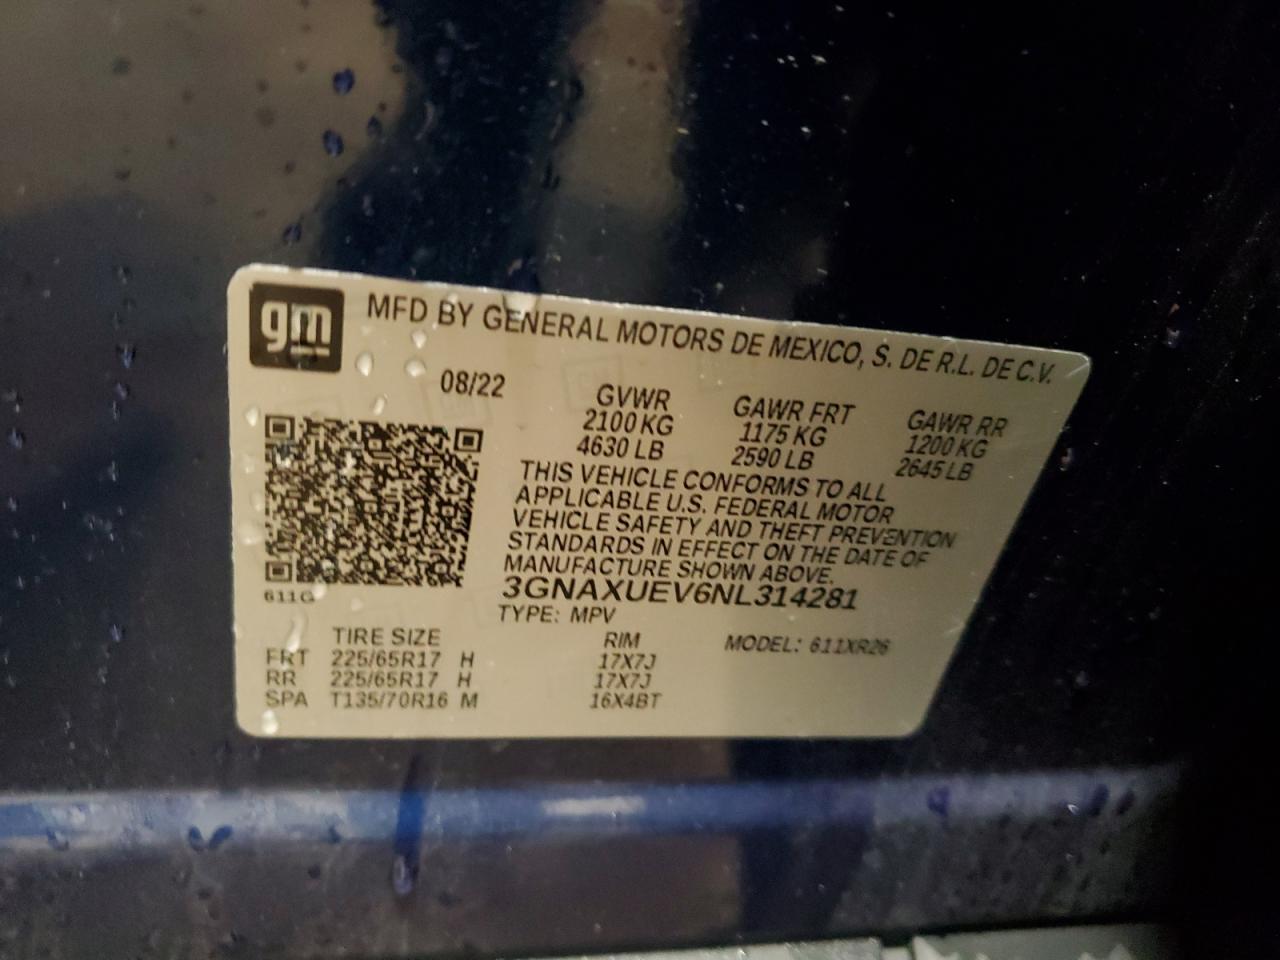 gm MFD BY GENERAL MOTORS DE MEXICO, S. DE R.L. DE C.V.
08/22 GVWR GAWR FRT GAWR RR
2100 KG 1175 KG 1200 KG
4630 LB 2590 LB 2645 LB
THIS VEHICLE CONFORMS TO ALL
APPLICABLE U.S. FEDERAL MOTOR
VEHICLE SAFETY AND THEFT PREVENTION
STANDARDS IN EFFECT ON THE DATE OF
MANUFACTURE SHOWN ABOVE.
611G 3GNAXUEV6NL314281
TYPE: MPV
TIRE SIZE RIM MODEL: 611XR26
FRT 225/65R17 H 17X7J
RR 225/65R17 H 17X7J
SPA T135/70R16 M 16X4BT